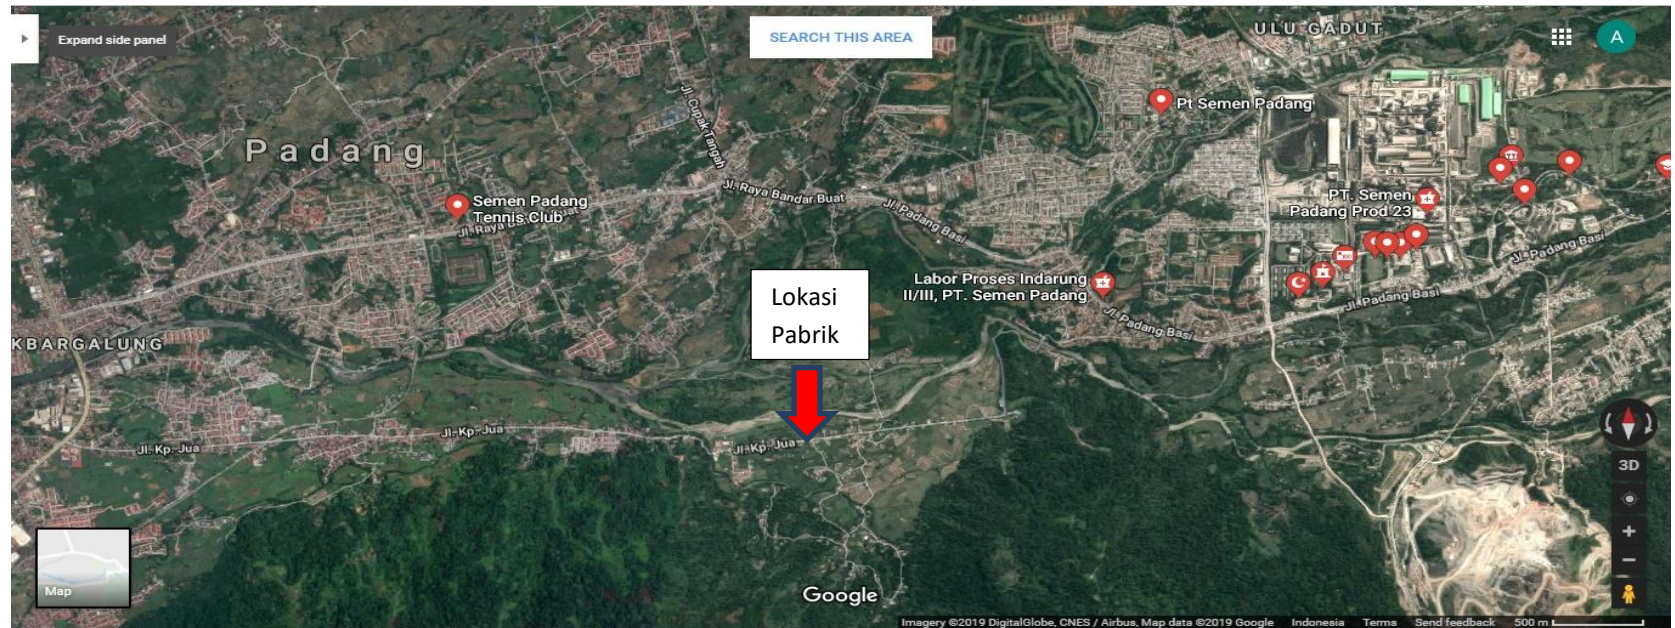 Expand side panel
SEARCH THIS AREA
ULU GADUT
A
Pt Semen Padang
Jl. Cupak Tangah
Padang
Semen Padang
Tennis Club
Jl. Raya Bandar Buat
Jl. Raya Bandar Buat
Jl. Padang Basi
PT. Semen
Padang Prod 23
Jl. Padang Basi
Labor Proses Indarung
II/III, PT. Semen Padang
Jl. Padang Basi
Jl. Padang Basi
Lokasi
Pabrik
KBARGALUNG
Jl. Kp. Jua
Jl. Kp. Jua
Jl. Kp. Jua
3D
Map
Google
Imagery ©2019 DigitalGlobe, CNES / Airbus, Map data ©2019 Google Indonesia Terms Send feedback 500 m